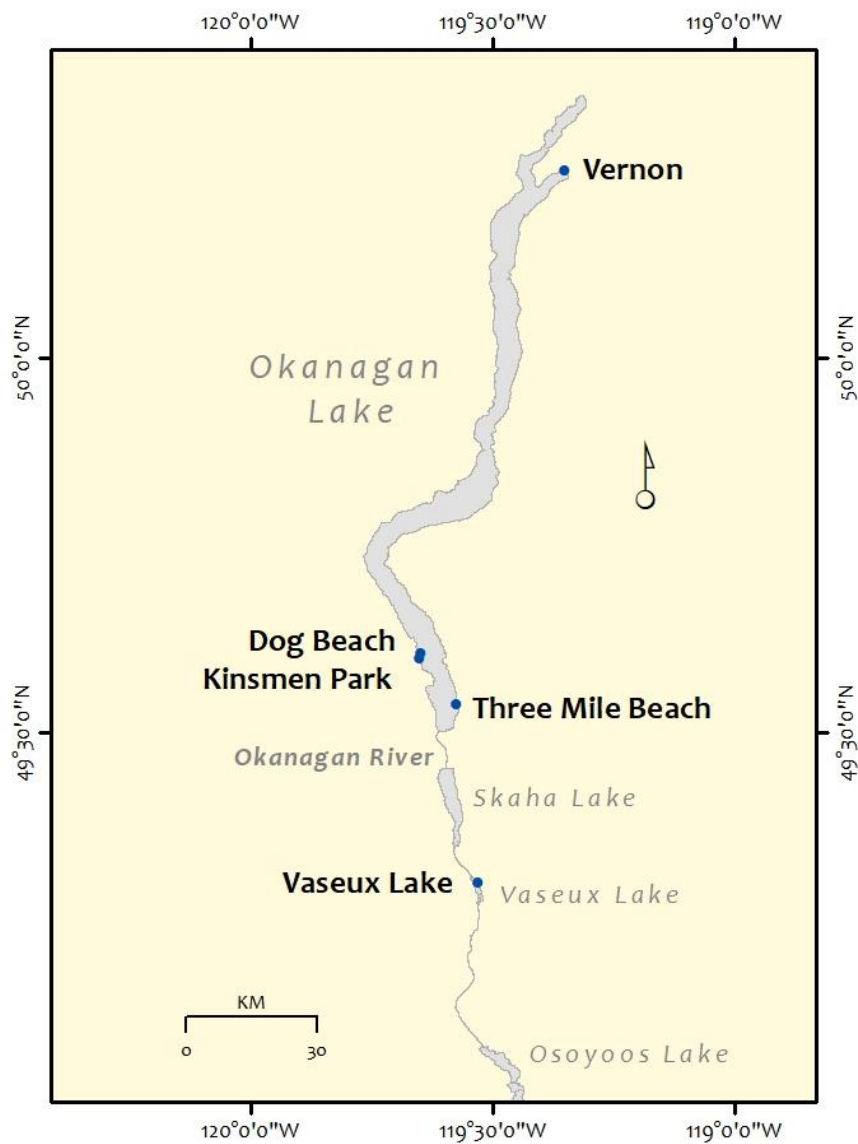 120°0'0"W
119°30'0"W
119°0'0"W
Vernon
50°0'0"N
50°0'0"N
Okanagan
Lake
Dog Beach
Kinsmen Park
Three Mile Beach
49°30'0"N
49°30'0"N
Okanagan River
Skaha Lake
Vaseux Lake
Vaseux Lake
KM
0
30
Osoyoos Lake
120°0'0"W
119°30'0"W
119°0'0"W